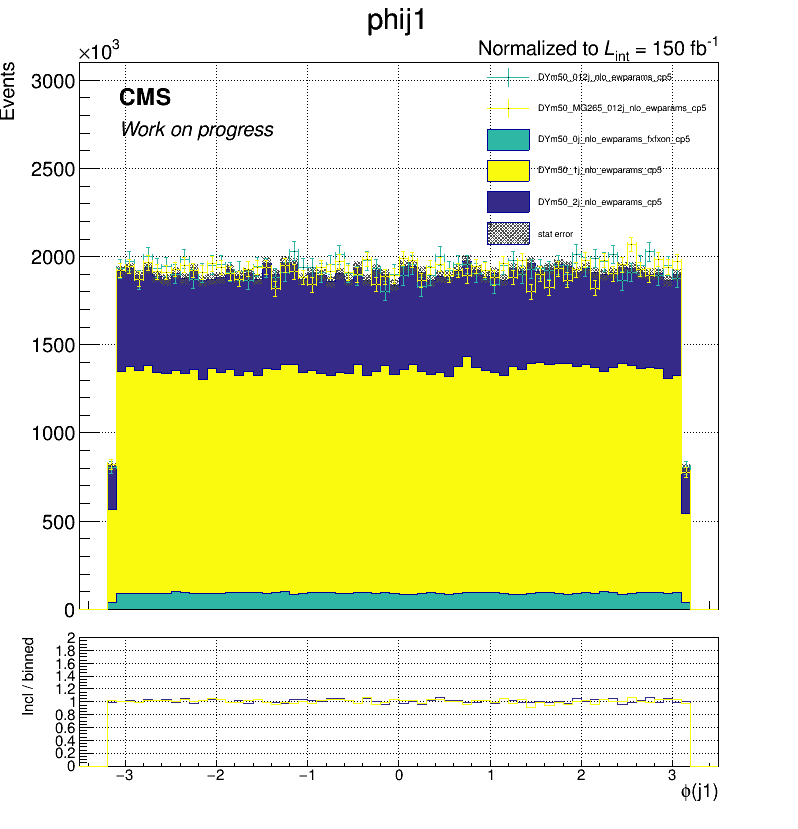 phij1
×10³
Normalized to L_int = 150 fb⁻¹
Events
CMS
Work on progress
DYm50_012j_nlo_ewparams_cp5
DYm50_MG265_012j_nlo_ewparams_cp5
DYm50_0j_nlo_ewparams_fxfxon_cp5
DYm50_1j_nlo_ewparams_cp5
DYm50_2j_nlo_ewparams_cp5
stat error
3000
2500
2000
1500
1000
500
0
Incl / binned
2
1.8
1.6
1.4
1.2
1
0.8
0.6
0.4
0.2
0
−3 −2 −1 0 1 2 3
ϕ(j1)